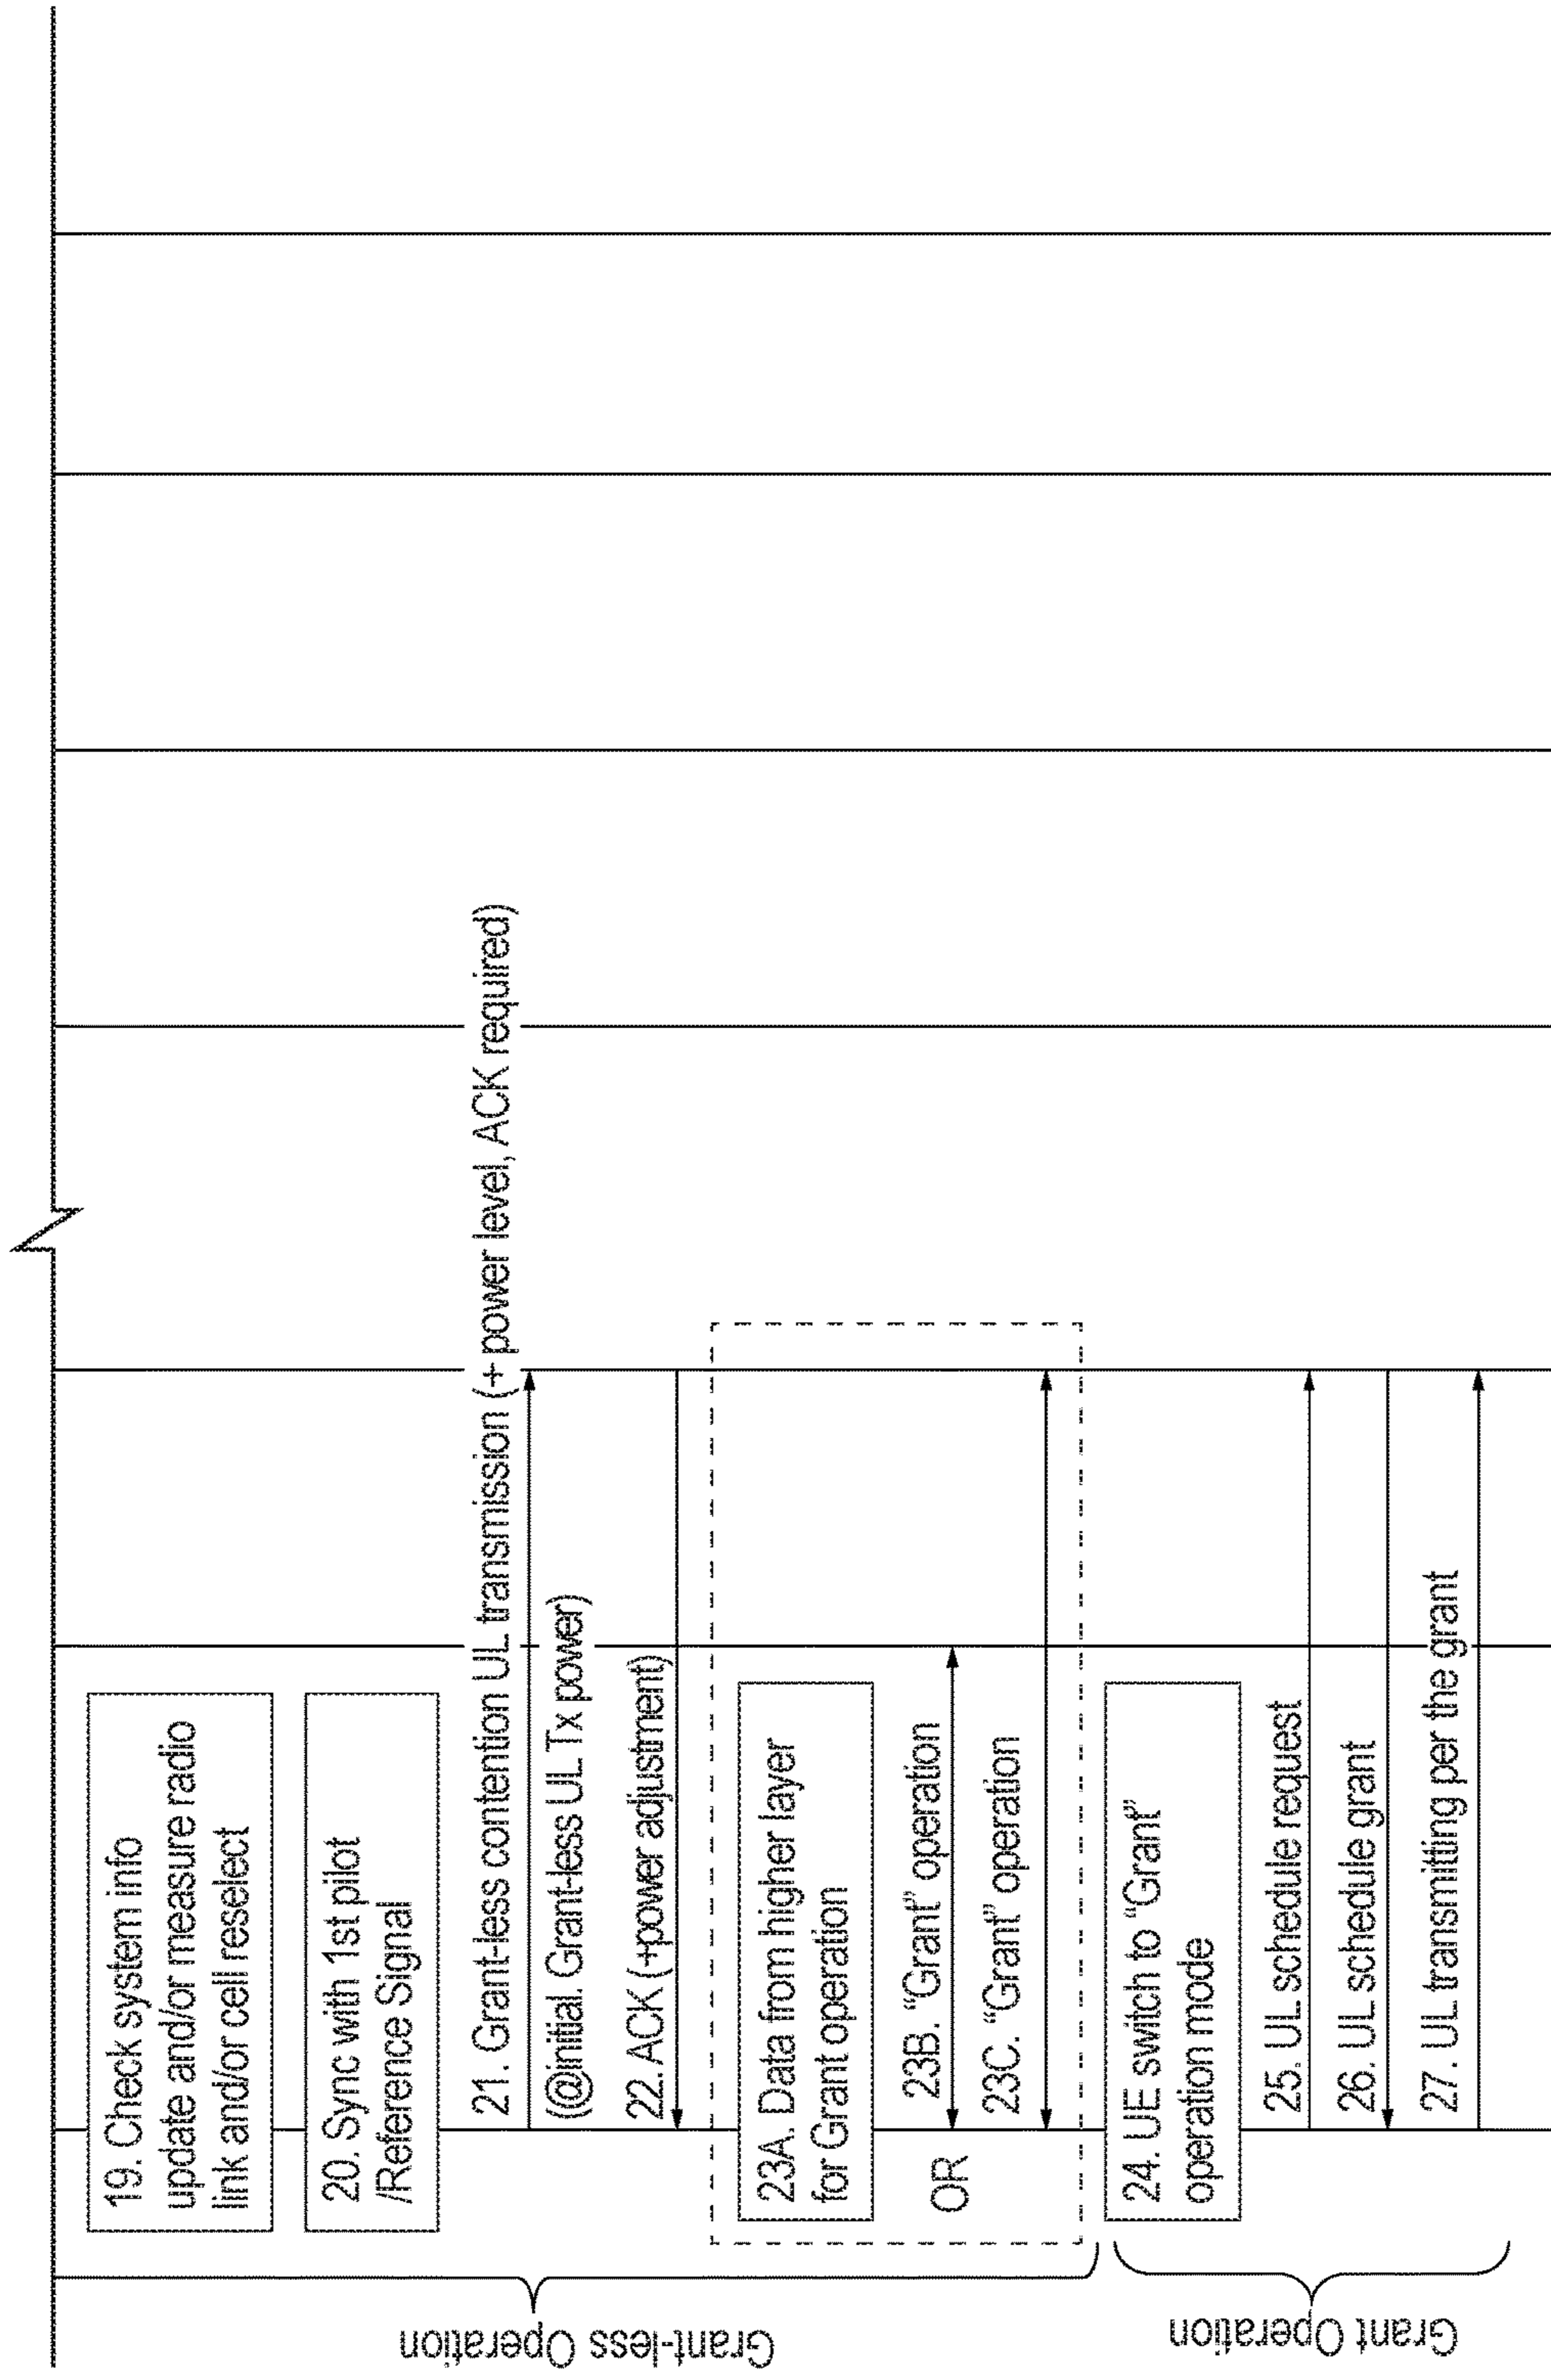 19. Check system info
update and/or measure radio
link and/or cell reselect
20. Sync with 1st pilot
/Reference Signal
21. Grant-less contention UL transmission (+ power level, ACK required)
(@initial. Grant-less UL Tx power)
22. ACK (+power adjustment)
23A. Data from higher layer
for Grant operation
OR
23B. “Grant” operation
23C. “Grant” operation
Grant-less Operation
24. UE switch to “Grant”
operation mode
25. UL schedule request
26. UL schedule grant
27. UL transmitting per the grant
Grant Operation